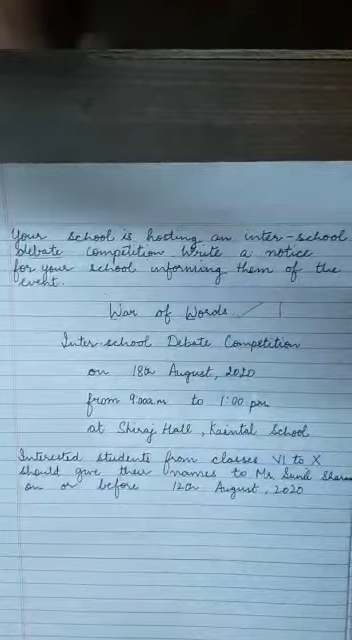 Your school is hosting an inter-school
debate competition Write a notice
for your school informing them of the
event.
War of Words
Inter-school Debate Competition
on 18th August, 2020
from 9:00a.m to 1:00 pm
at Shiraj Hall, Kaintal School
Interested students from classes VI to X
should give their names to Mr. Sunil Sharma
on or before 12th August, 2020